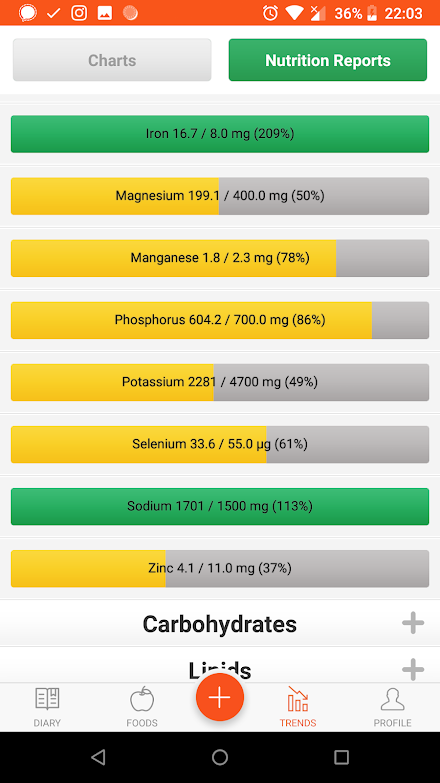 36% 22:03
Charts
Nutrition Reports
Iron 16.7 / 8.0 mg (209%)
Magnesium 199.1 / 400.0 mg (50%)
Manganese 1.8 / 2.3 mg (78%)
Phosphorus 604.2 / 700.0 mg (86%)
Potassium 2281 / 4700 mg (49%)
Selenium 33.6 / 55.0 µg (61%)
Sodium 1701 / 1500 mg (113%)
Zinc 4.1 / 11.0 mg (37%)
Carbohydrates
Lipids
DIARY
FOODS
TRENDS
PROFILE